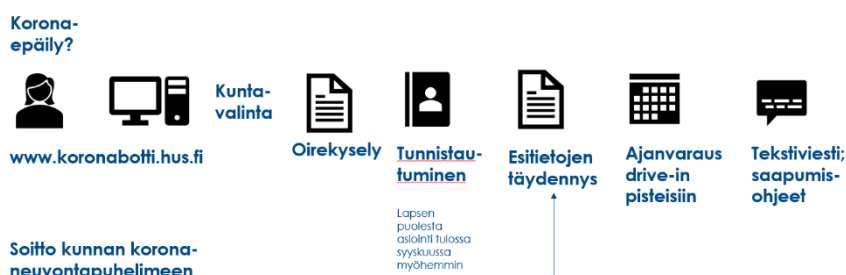 Korona-
epäily?
Kunta-
valinta
www.koronabotti.hus.fi
Oirekysely
Tunnistau-
tuminen
Esitietojen
täydennys
Ajanvaraus
drive-in
pisteisiin
Tekstiviesti;
saapumis-
ohjeet
Lapsen
puolesta
asiointi tulossa
syyskuussa
myöhemmin
Soitto kunnan korona-
neuvontapuhelimeen